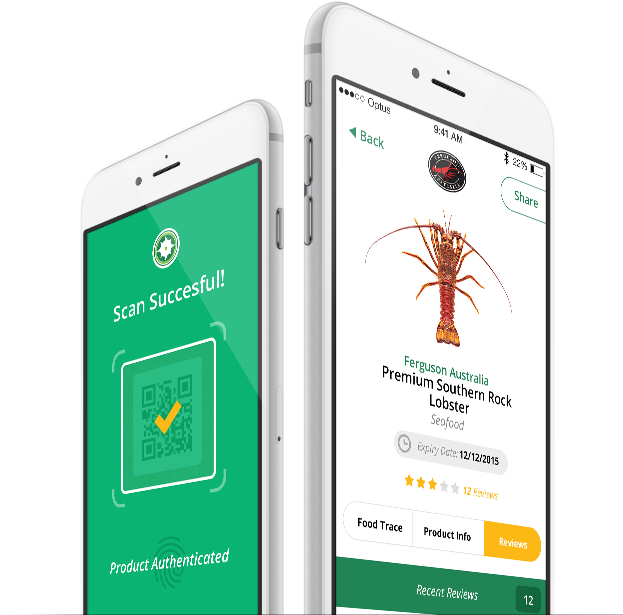 Scan Succesful!
Product Authenticated
Optus
9:41 AM
22%
Back
Share
Ferguson Australia
Premium Southern Rock
Lobster
Seafood
Expiry Date: 12/12/2015
12 Reviews
Food Trace
Product Info
Reviews
Recent Reviews
12